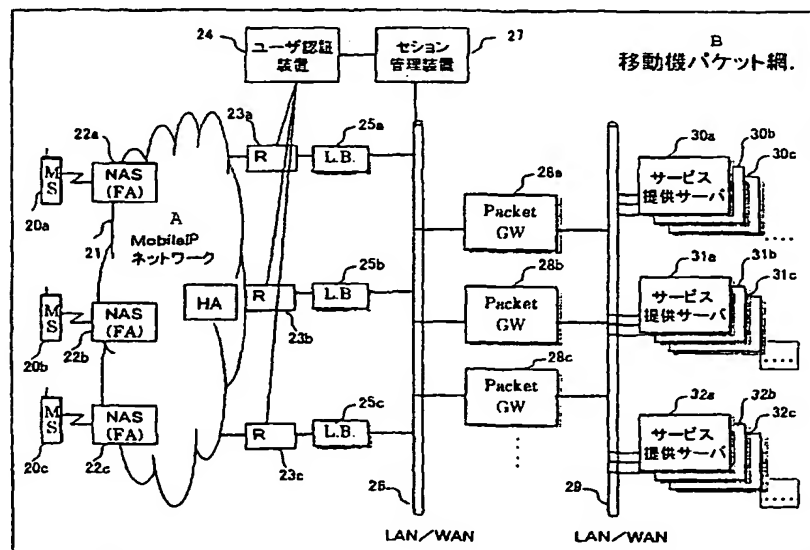 24
ユーザ認証
装置
セション
管理装置
27
B
移動機パケット網.
22a
23a
25a
30a
30b
30c
MS
NAS
(FA)
R
L.B.
28a
サービス
提供サーバ
20a
Packet
GW
....
21
A
MobileIP
ネットワーク
25b
28b
31a
31b
31c
HA
R
L.B.
Packet
GW
サービス
提供サーバ
MS
NAS
(FA)
23b
20b
22b
28c
....
25c
Packet
GW
32a
32b
32c
MS
NAS
(FA)
R
L.B.
サービス
提供サーバ
20c
22c
23c
26
29
....
LAN/WAN
LAN/WAN